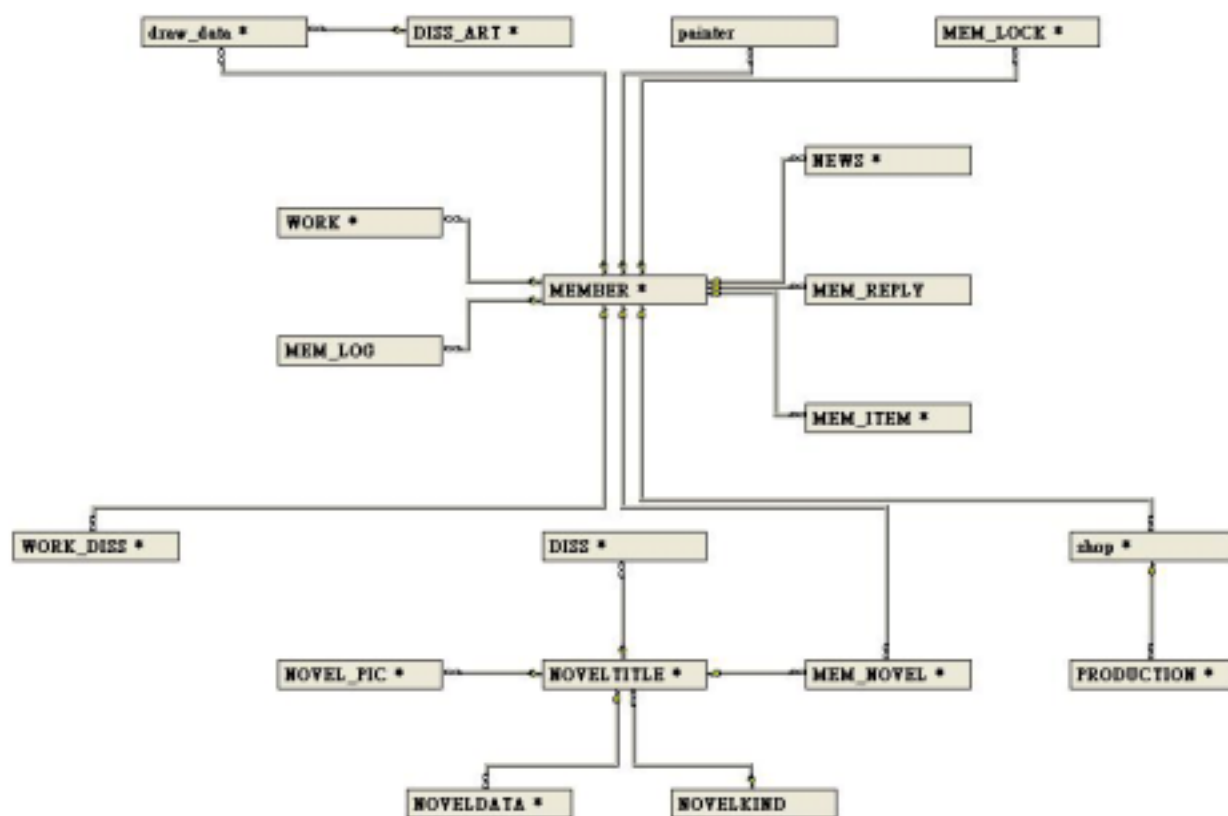 draw_data *
DISS_ART *
painter
MEM_LOCK *
NEWS *
WORK *
MEMBER *
MEM_REPLY
MEM_LOG
MEM_ITEM *
WORK_DISS *
DISS *
shop *
NOVEL_PIC *
NOVELTITLE *
MEM_NOVEL *
PRODUCTION *
NOVELDATA *
NOVELKIND